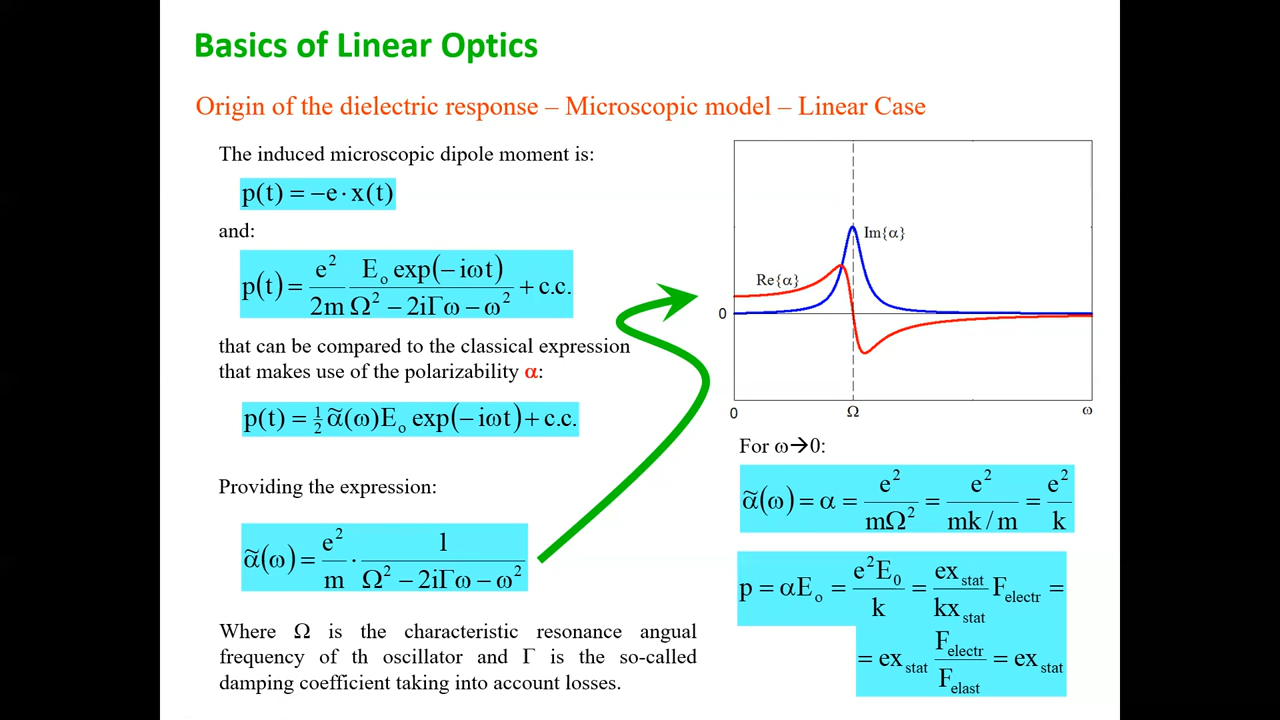 Basics of Linear Optics
Origin of the dielectric response – Microscopic model – Linear Case
The induced microscopic dipole moment is:
p(t) = −e · x(t)
and:
p(t) = e²/2m E₀ exp(−iωt)/Ω² − 2iΓω − ω² + c.c.
that can be compared to the classical expression
that makes use of the polarizability α:
p(t) = ½ α̃(ω)E₀ exp(−iωt) + c.c.
Providing the expression:
α̃(ω) = e²/m · 1/Ω² − 2iΓω − ω²
Where Ω is the characteristic resonance angual
frequency of th oscillator and Γ is the so-called
damping coefficient taking into account losses.
Im{α}
Re{α}
0
0
Ω
ω
For ω→0:
α̃(ω) = α = e²/mΩ² = e²/mk/m = e²/k
p = αE₀ = e²E₀/k = ex_stat/kx_stat F_electr =
= ex_stat F_electr/F_elast = ex_stat